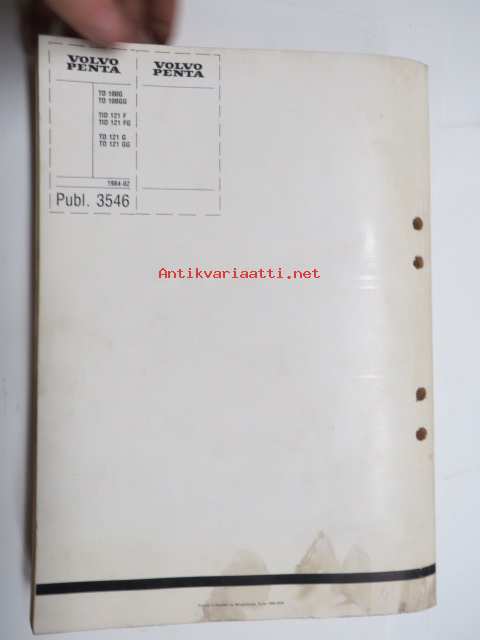 VOLVO
PENTA
TD 100G
TD 100GG
TID 121 F
TID 121 FG
TD 121 G
TD 121 GG
1984-02
Publ. 3546
VOLVO
PENTA
Antikvariaatti.net